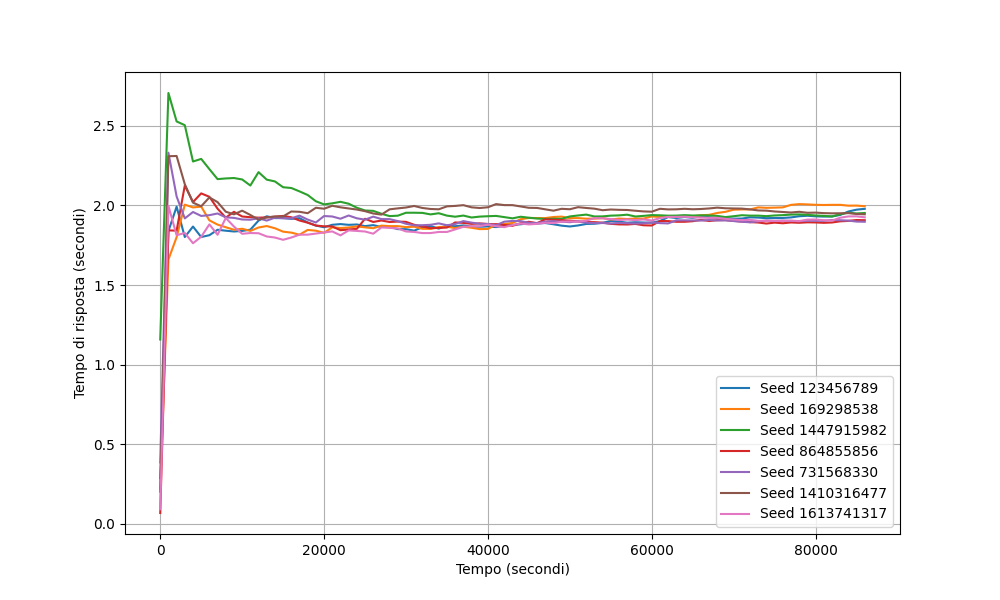 2.5
2.0
1.5
1.0
0.5
0.0
Tempo di risposta (secondi)
0 20000 40000 60000 80000
Tempo (secondi)
Seed 123456789
Seed 169298538
Seed 1447915982
Seed 864855856
Seed 731568330
Seed 1410316477
Seed 1613741317